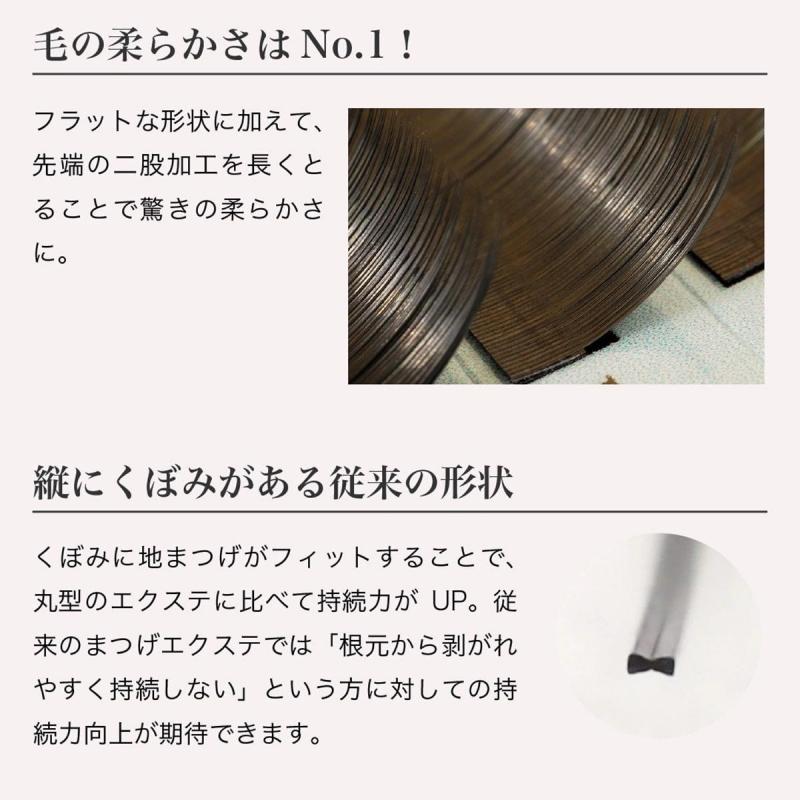 毛の柔らかさは No.1！
フラットな形状に加えて、
先端の二股加工を長くと
ることで驚きの柔らかさ
に。
縦にくぼみがある従来の形状
くぼみに地まつげがフィットすることで、
丸型のエクステに比べて持続力が UP。従
来のまつげエクステでは「根元から剥がれ
やすく持続しない」という方に対しての持
続力向上が期待できます。